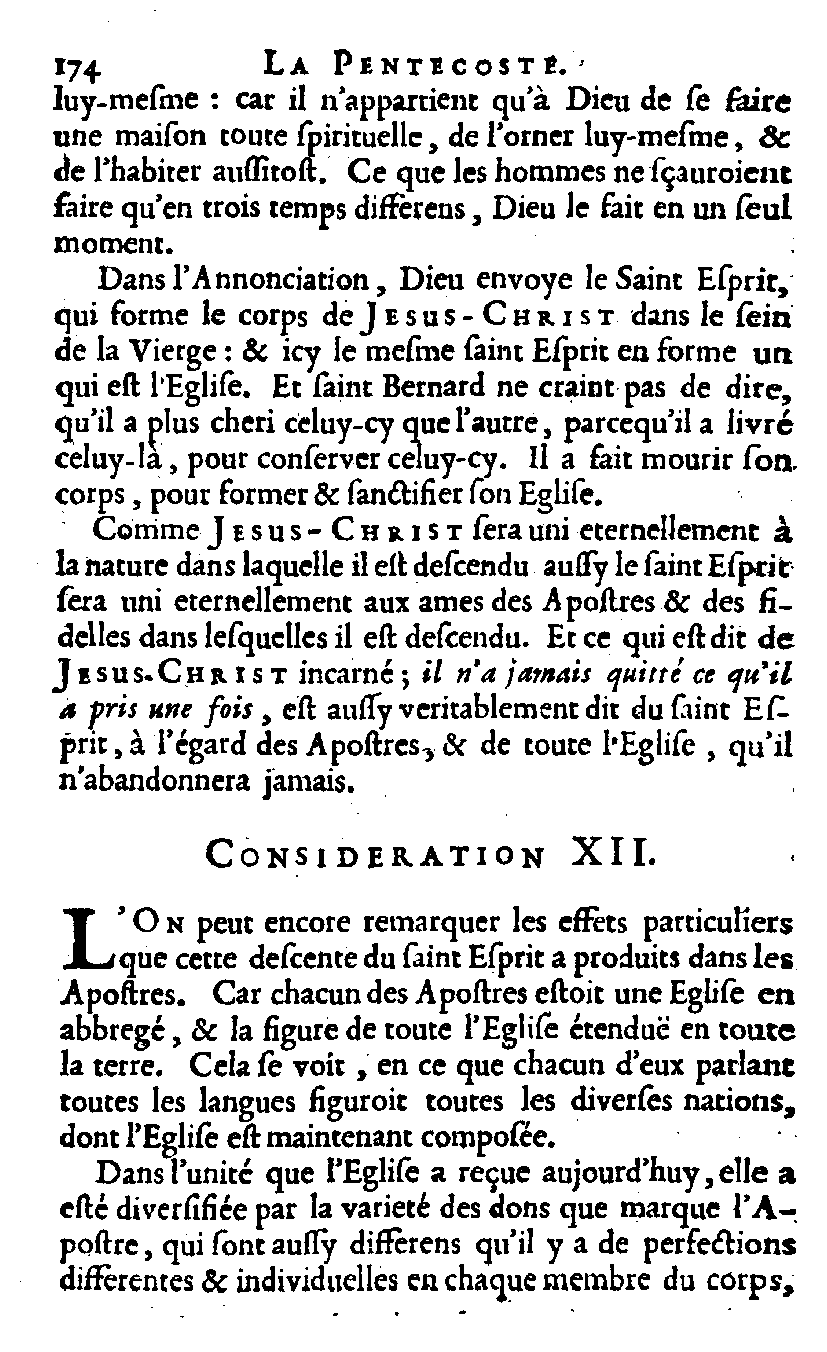 174 LA PENTECOSTE.
luy-meſme : car il n'appartient qu'à Dieu de ſe faire
une maiſon toute ſpirituelle, de l'orner luy-meſme, &
de l'habiter auſſitoſt. Ce que les hommes ne ſçauroient
faire qu'en trois temps differens, Dieu le fait en un ſeul
moment.
Dans l'Annonciation, Dieu envoye le Saint Eſprit,
qui forme le corps de JESUS-CHRIST dans le ſein
de la Vierge : & icy le meſme ſaint Eſprit en forme un
qui eſt l'Egliſe. Et ſaint Bernard ne craint pas de dire,
qu'il a plus cheri celuy-cy que l'autre, parcequ'il a livré
celuy-là, pour conſerver celuy-cy. Il a fait mourir ſon
corps, pour former & ſanctifier ſon Egliſe.
Comme JESUS-CHRIST ſera uni eternellement à
la nature dans laquelle il eſt deſcendu auſſy le ſaint Eſprit
ſera uni eternellement aux ames des Apoſtres & des fi-
delles dans leſquelles il eſt deſcendu. Et ce qui eſt dit de
JESUS-CHRIST incarné ; il n'a jamais quitté ce qu'il
a pris une fois, eſt auſſy veritablement dit du ſaint Eſ-
prit, à l'égard des Apoſtres, & de toute l'Egliſe, qu'il
n'abandonnera jamais.
CONSIDERATION XII.
L'ON peut encore remarquer les effets particuliers
que cette deſcente du ſaint Eſprit a produits dans les
Apoſtres. Car chacun des Apoſtres eſtoit une Egliſe en
abbregé, & la figure de toute l'Egliſe étenduë en toute
la terre. Cela ſe voit, en ce que chacun d'eux parlant
toutes les langues figuroit toutes les diverſes nations,
dont l'Egliſe eſt maintenant compoſée.
Dans l'unité que l'Egliſe a reçue aujourd'huy, elle a
eſté diverſifiée par la varieté des dons que marque l'A-
poſtre, qui ſont auſſy differens qu'il y a de perfections
differentes & individuelles en chaque membre du corps,